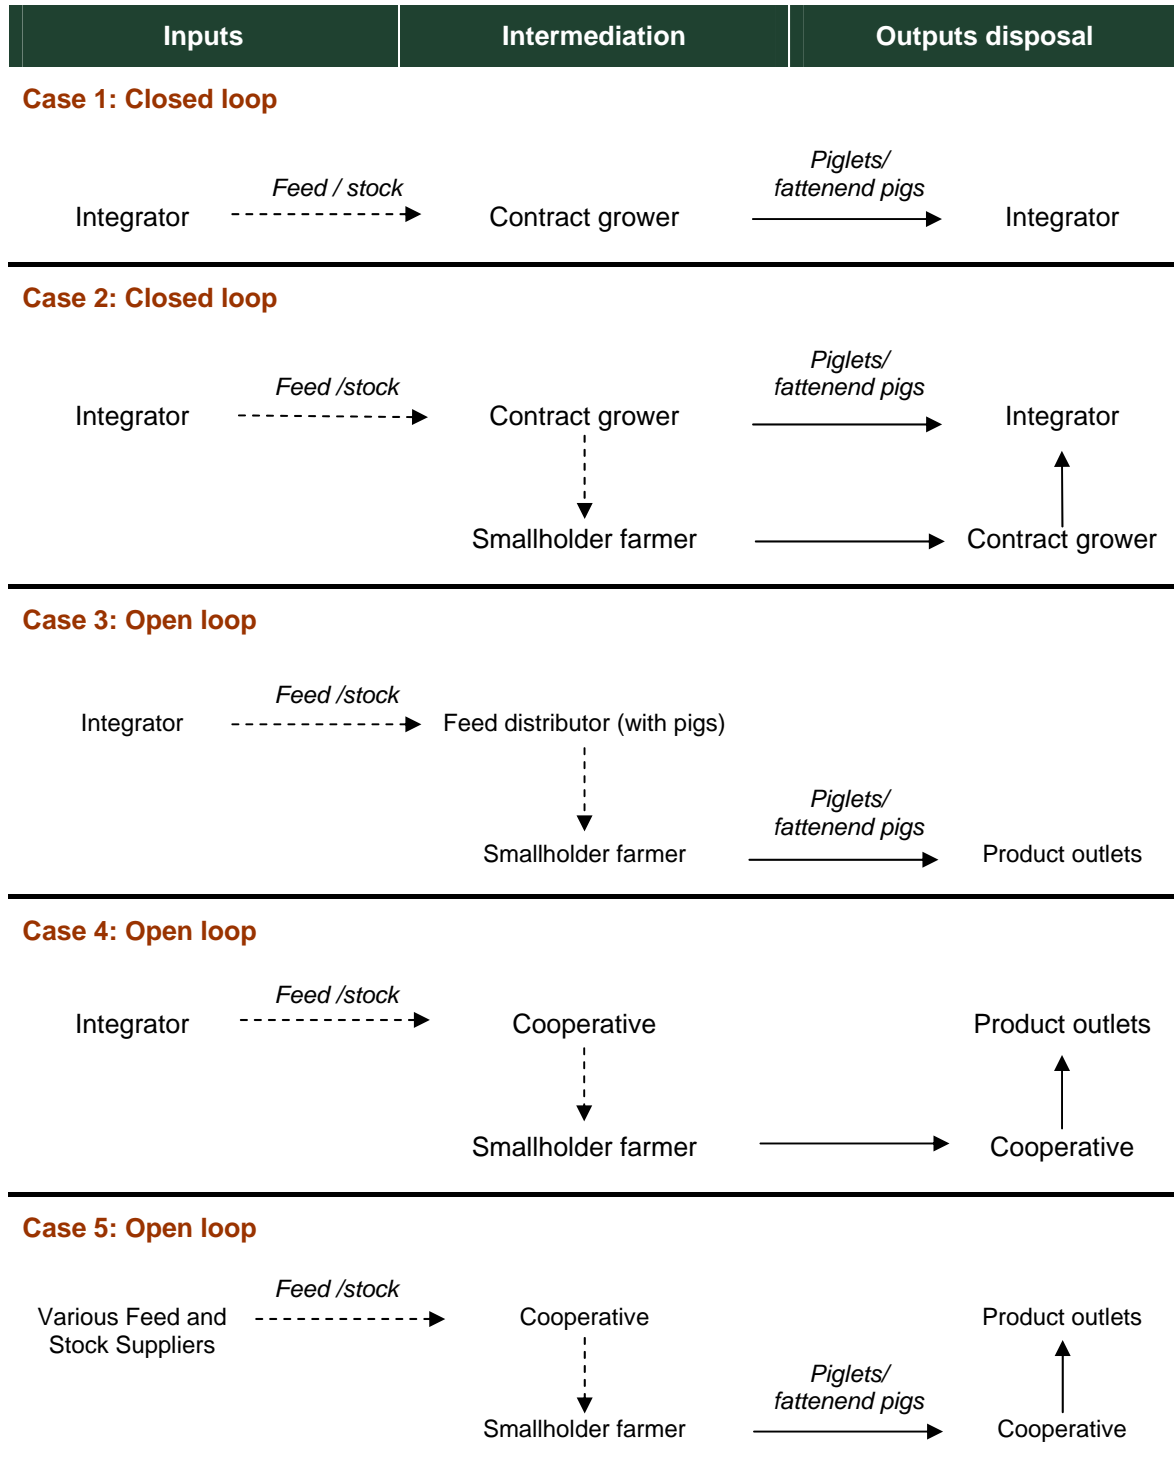 Inputs
Intermediation
Outputs disposal
Case 1: Closed loop
Piglets/
fattenend pigs
Feed / stock
Integrator
Contract grower
Integrator
Case 2: Closed loop
Piglets/
fattenend pigs
Feed /stock
Integrator
Contract grower
Integrator
Smallholder farmer
Contract grower
Case 3: Open loop
Feed /stock
Integrator
Feed distributor (with pigs)
Piglets/
fattenend pigs
Smallholder farmer
Product outlets
Case 4: Open loop
Feed /stock
Integrator
Cooperative
Product outlets
Smallholder farmer
Cooperative
Case 5: Open loop
Feed /stock
Various Feed and
Stock Suppliers
Cooperative
Product outlets
Piglets/
fattenend pigs
Smallholder farmer
Cooperative